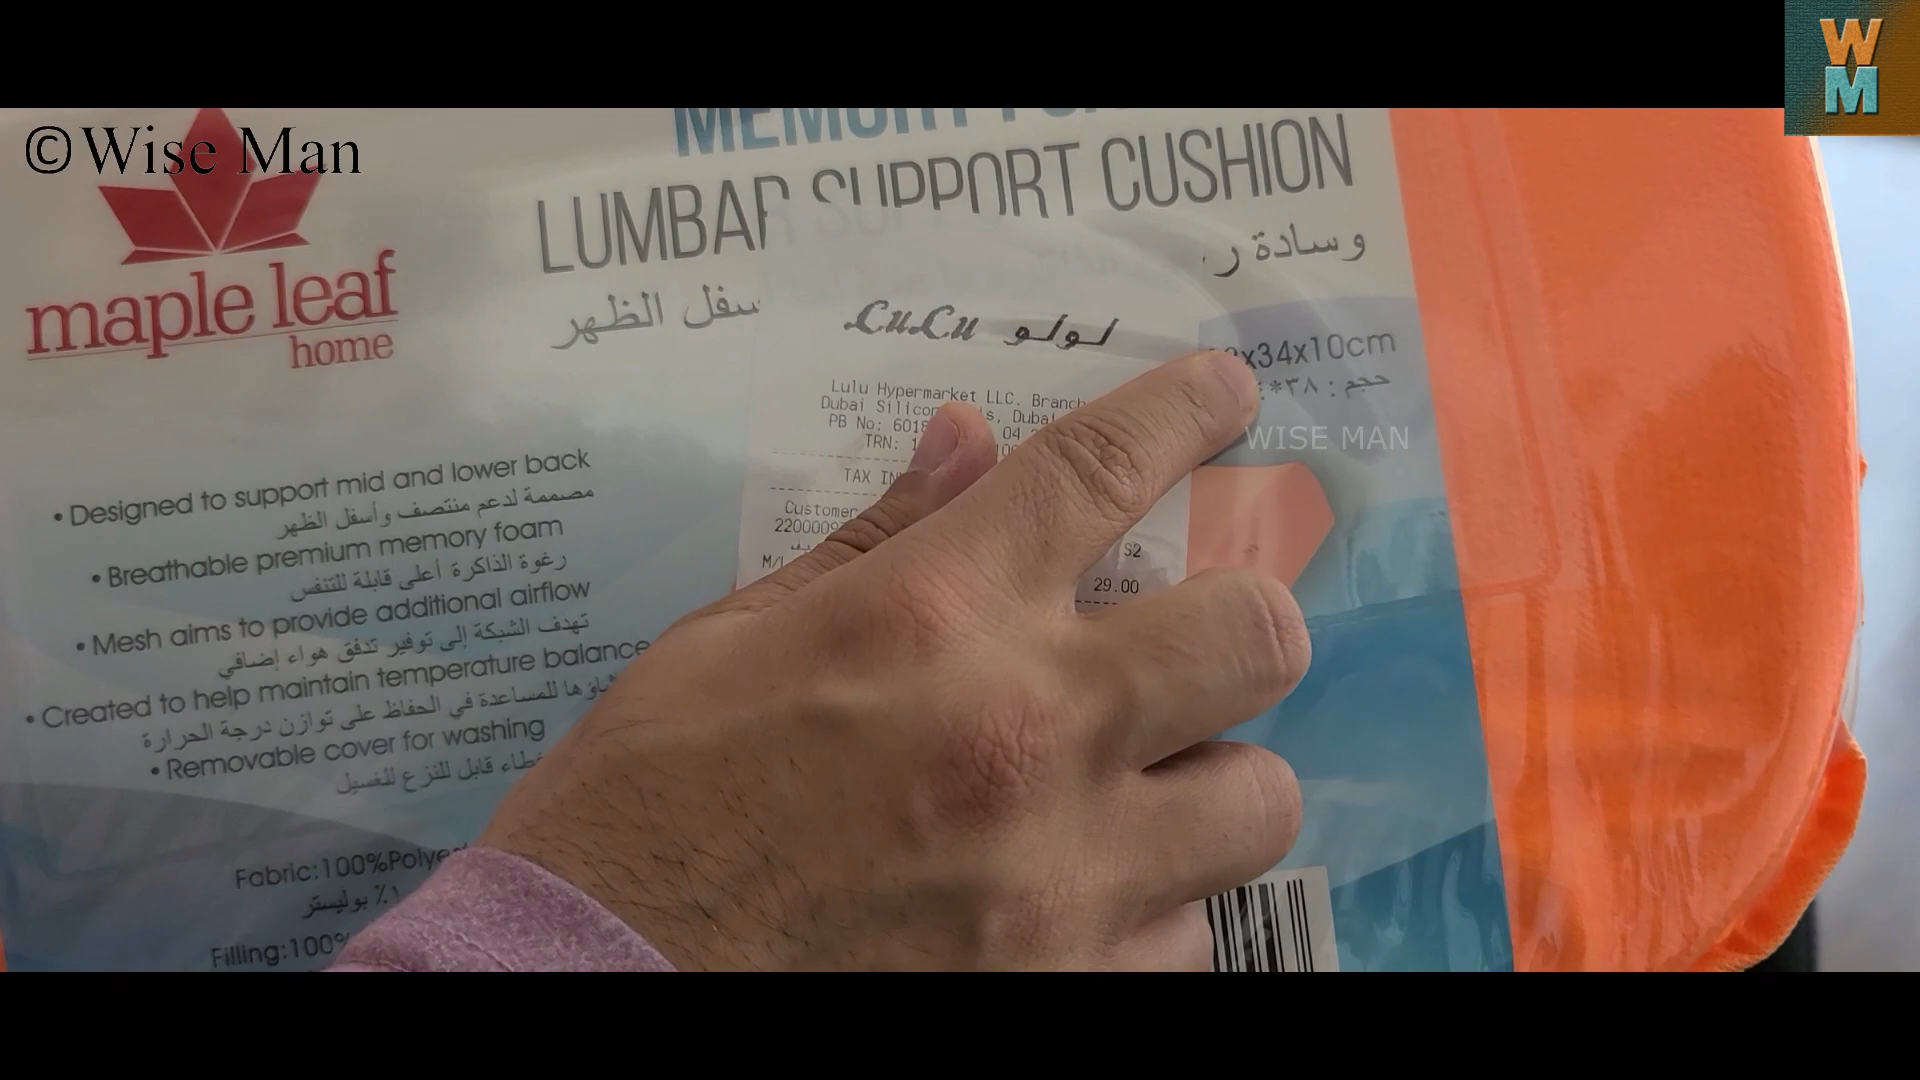 W
M
©Wise Man
LUMBAR SUPPORT CUSHION
وسادة
سفل الظهر
maple leaf
home
LuLu لولو
x34x10cm
حجم : ٣٨*
Lulu Hypermarket LLC. Branch
Dubai
PB No:
TRN:
TAX
WISE MAN
Customer
S2
29.00
• Designed to support mid and lower back
مصممة لدعم منتصف وأسفل الظهر
• Breathable premium memory foam
رغوة الذاكرة أعلى قابلة للتنفس
• Mesh aims to provide additional airflow
تهدف الشبكة إلى توفير تدفق هواء إضافي
• Created to help maintain temperature balance
للمساعدة في الحفاظ على توازن درجة الحرارة
• Removable cover for washing
قابل للنزع للغسيل
Fabric:100%
بوليستر
Filling:100%